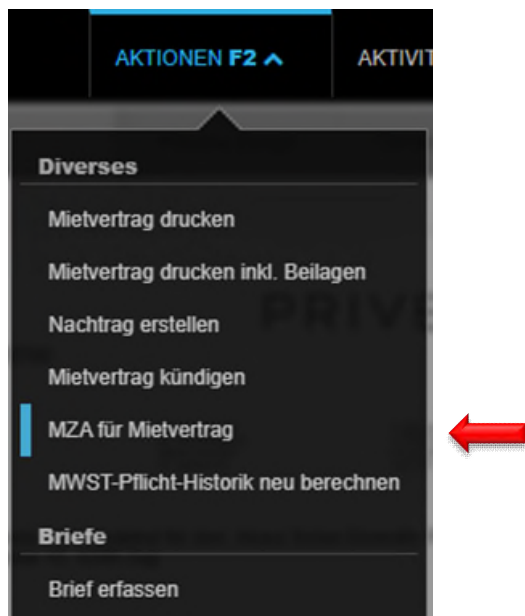 AKTIONEN F2 AKTIVIT
Diverses
Mietvertrag drucken
Mietvertrag drucken inkl. Beilagen
Nachtrag erstellen
Mietvertrag kündigen
MZA für Mietvertrag
MWST-Pflicht-Historik neu berechnen
Briefe
Brief erfassen